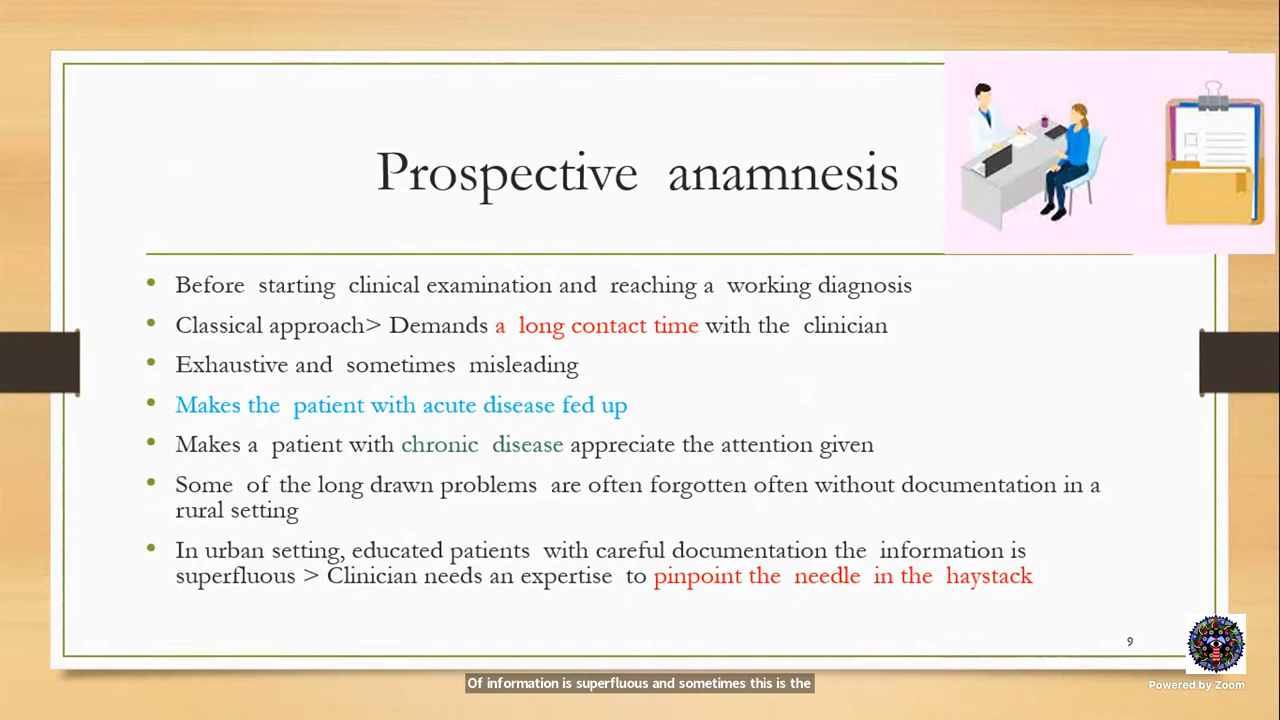 Prospective anamnesis
• Before starting clinical examination and reaching a working diagnosis
• Classical approach> Demands a long contact time with the clinician
• Exhaustive and sometimes misleading
• Makes the patient with acute disease fed up
• Makes a patient with chronic disease appreciate the attention given
• Some of the long drawn problems are often forgotten often without documentation in a
rural setting
• In urban setting, educated patients with careful documentation the information is
superfluous > Clinician needs an expertise to pinpoint the needle in the haystack
9
Of information is superfluous and sometimes this is the
Powered by Zoom